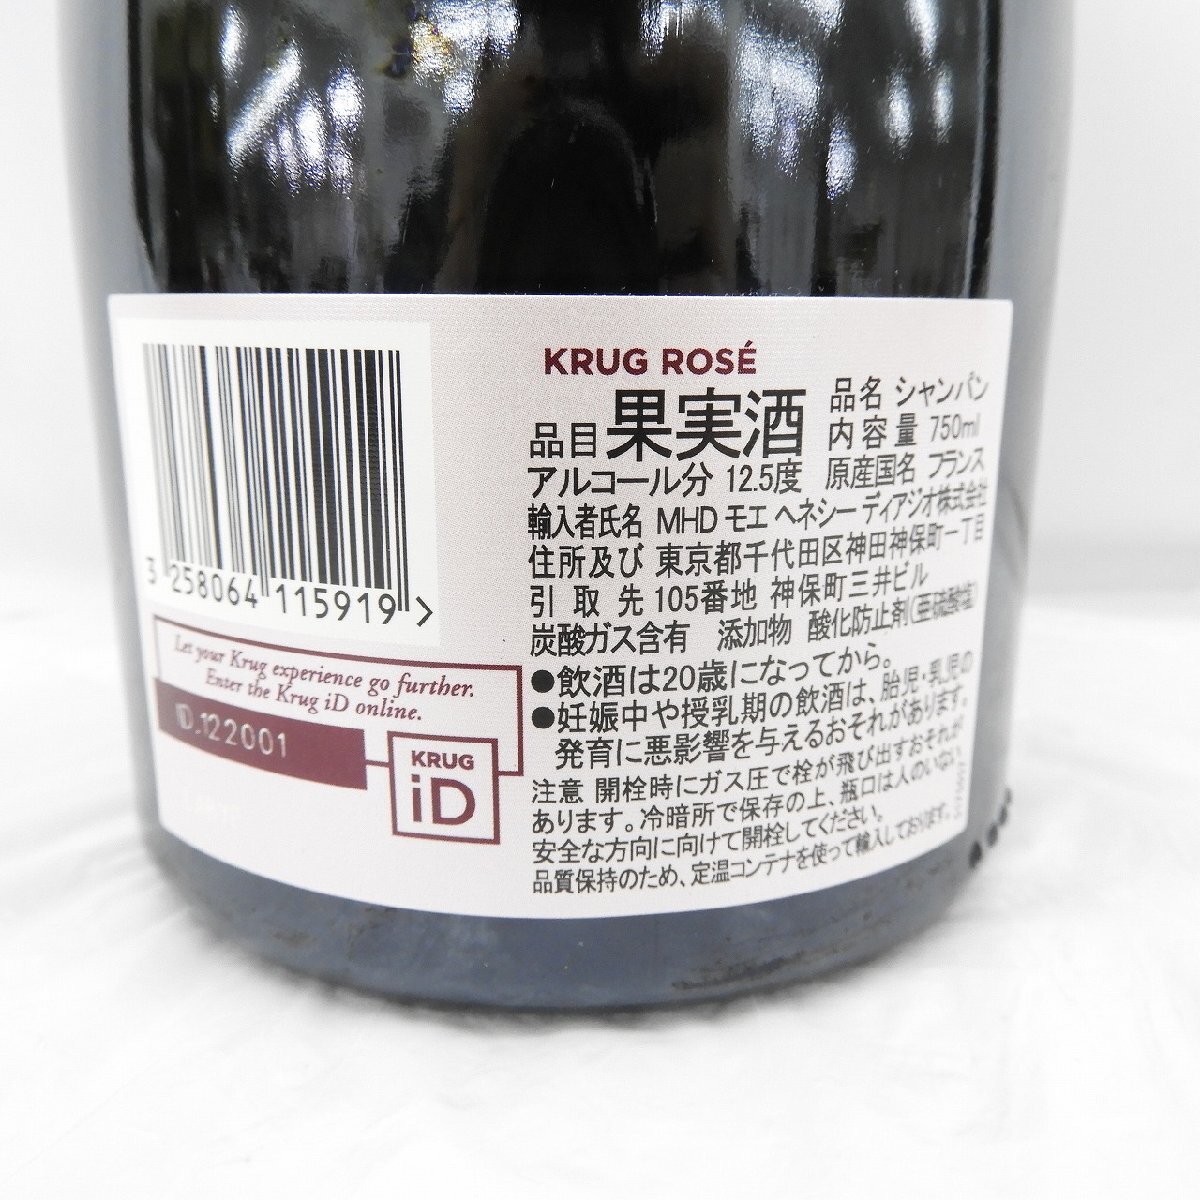 3 258064 115919 >
Let your Krug experience go further.
Enter the Krug iD online.
iD_122001
KRUG
iD
KRUG ROSÉ
品目 果実酒 品名 シャンパン
内容量 750ml
アルコール分 12.5度 原産国名 フランス
輸入者氏名 MHD モエ ヘネシー ディアジオ株式会社
住所及び 東京都千代田区神田神保町一丁目
引取先 105番地 神保町三井ビル
炭酸ガス含有 添加物 酸化防止剤(亜硫酸塩)
●飲酒は20歳になってから。
●妊娠中や授乳期の飲酒は、胎児・乳児の
発育に悪影響を与えるおそれがあります。
注意 開栓時にガス圧で栓が飛び出すおそれが
あります。冷暗所で保存の上、瓶口は人のいない
安全な方向に向けて開栓してください。
品質保持のため、定温コンテナを使って輸入しております。